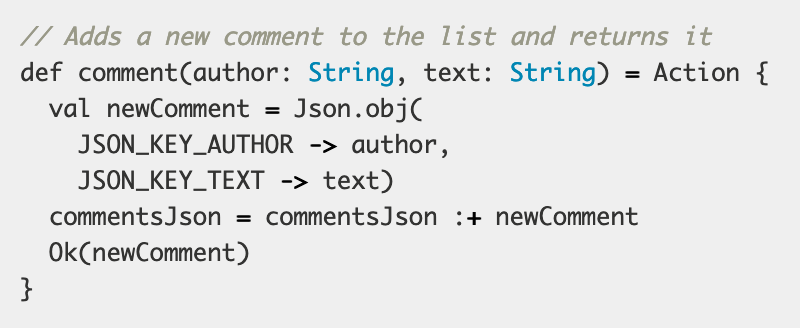 // Adds a new comment to the list and returns it
def comment(author: String, text: String) = Action {
  val newComment = Json.obj(
    JSON_KEY_AUTHOR -> author,
    JSON_KEY_TEXT -> text)
  commentsJson = commentsJson :+ newComment
  Ok(newComment)
}